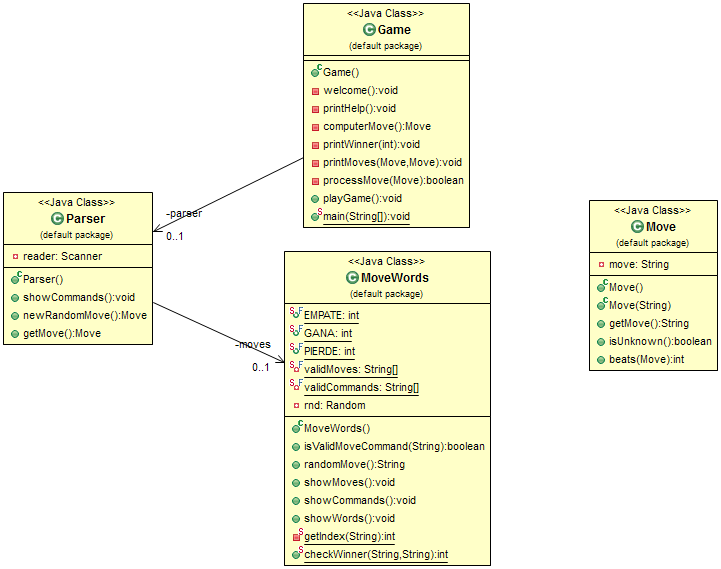 <<Java Class>>
Game
(default package)
Game()
welcome():void
printHelp():void
computerMove():Move
printWinner(int):void
printMoves(Move,Move):void
processMove(Move):boolean
playGame():void
main(String[]):void
-parser
0..1
<<Java Class>>
Parser
(default package)
reader: Scanner
Parser()
showCommands():void
newRandomMove():Move
getMove():Move
-moves
0..1
<<Java Class>>
MoveWords
(default package)
EMPATE: int
GANA: int
PIERDE: int
validMoves: String[]
validCommands: String[]
rnd: Random
MoveWords()
isValidMoveCommand(String):boolean
randomMove():String
showMoves():void
showCommands():void
showWords():void
getIndex(String):int
checkWinner(String,String):int
<<Java Class>>
Move
(default package)
move: String
Move()
Move(String)
getMove():String
isUnknown():boolean
beats(Move):int